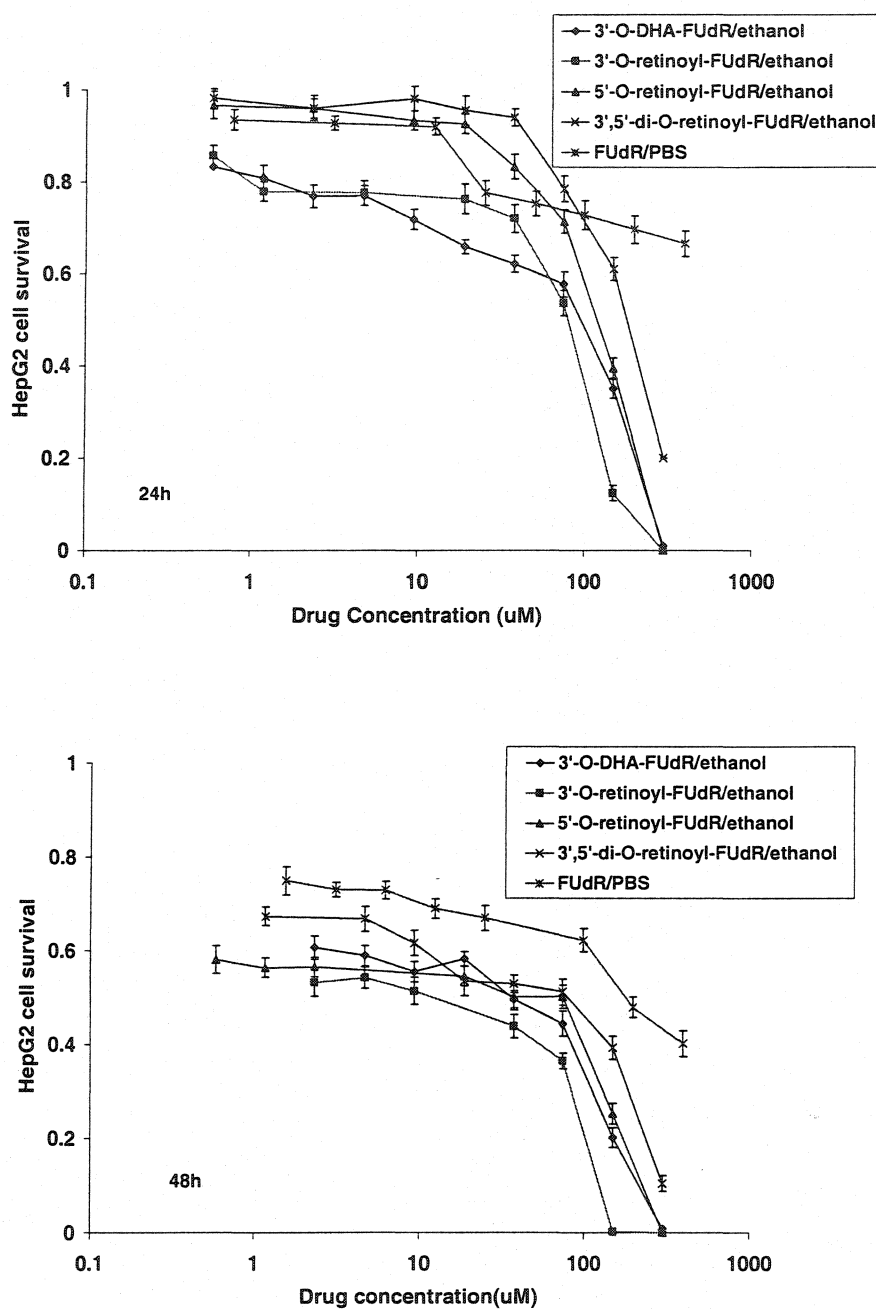 3'-O-DHA-FUdR/ethanol
3'-O-retinoyl-FUdR/ethanol
5'-O-retinoyl-FUdR/ethanol
3',5'-di-O-retinoyl-FUdR/ethanol
FUdR/PBS
1
0.8
0.6
0.4
0.2
0
HepG2 cell survival
24h
0.1
1
10
100
1000
Drug Concentration (uM)
3'-O-DHA-FUdR/ethanol
3'-O-retinoyl-FUdR/ethanol
5'-O-retinoyl-FUdR/ethanol
3',5'-di-O-retinoyl-FUdR/ethanol
FUdR/PBS
1
0.8
0.6
0.4
0.2
0
HepG2 cell survival
48h
0.1
1
10
100
1000
Drug concentration(uM)